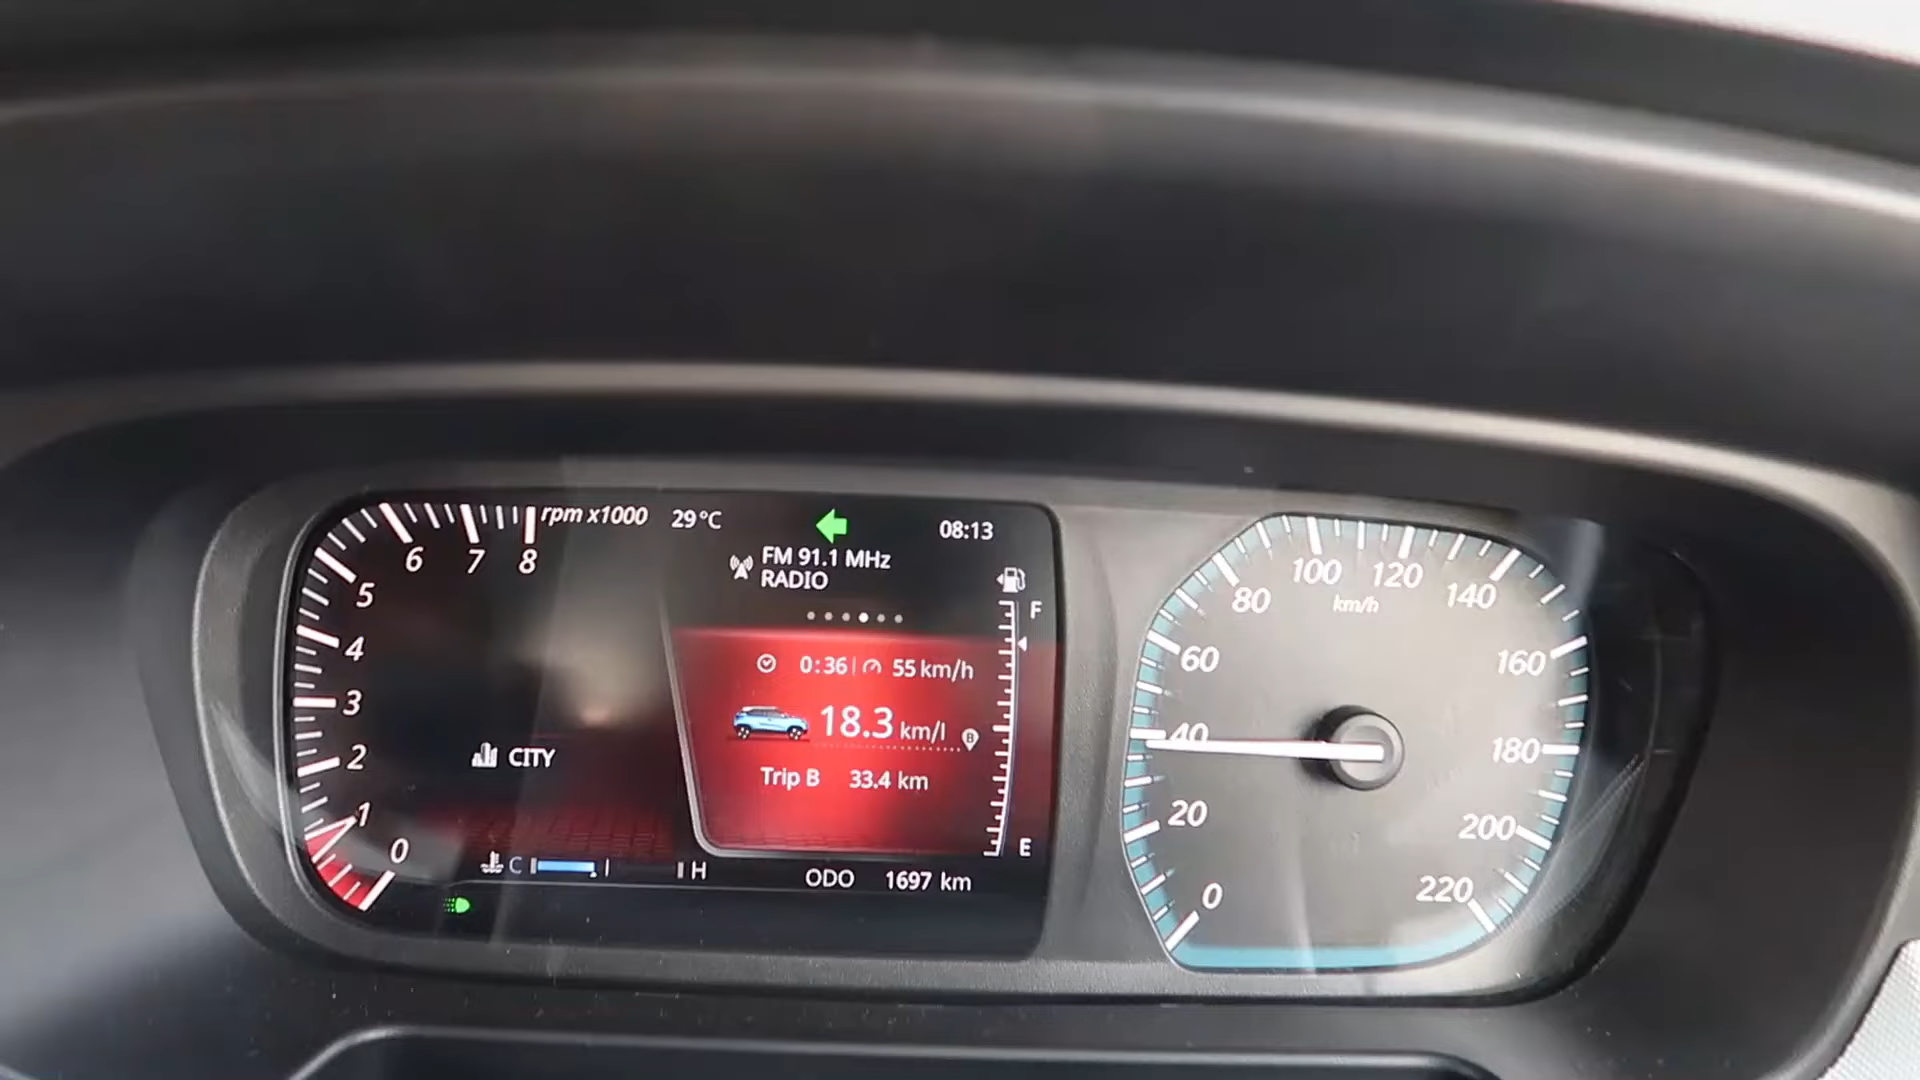 rpm x1000
29°C
08:13
FM 91.1 MHz
RADIO
0:36 55 km/h
18.3 km/l
B
Trip B 33.4 km
ODO 1697 km
F
E
CITY
C H
0
1
2
3
4
5
6
7
8
km/h
0
20
40
60
80
100
120
140
160
180
200
220